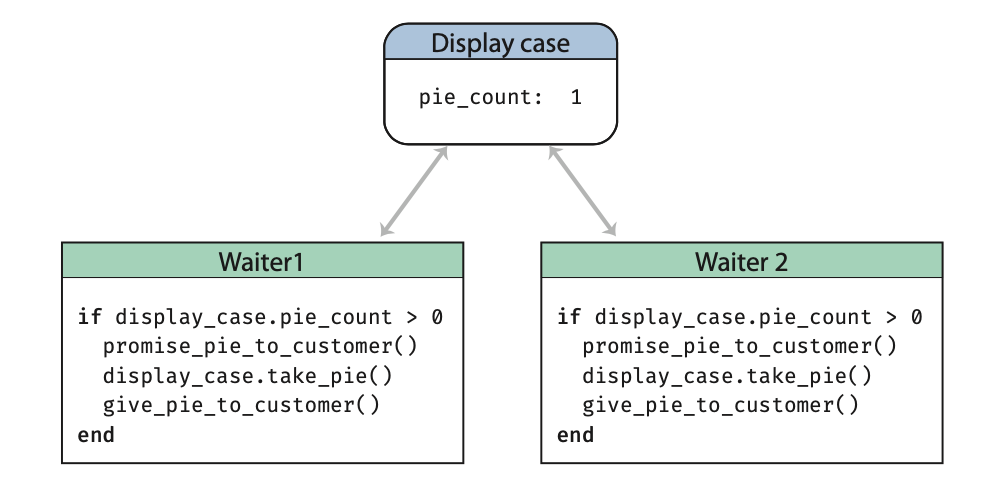 Display case
pie_count:  1
Waiter1
if display_case.pie_count > 0
  promise_pie_to_customer()
  display_case.take_pie()
  give_pie_to_customer()
end
Waiter 2
if display_case.pie_count > 0
  promise_pie_to_customer()
  display_case.take_pie()
  give_pie_to_customer()
end